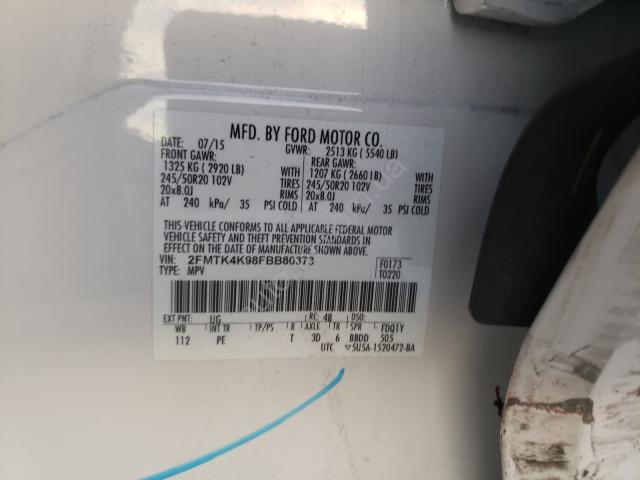 MFD. BY FORD MOTOR CO.
DATE: 07/15 GVWR: 2513 KG ( 5540 LB)
FRONT GAWR: REAR GAWR:
1325 KG ( 2920 LB) 1207 KG ( 2660 LB)
245/50R20 102V TIRES 245/50R20 102V TIRES
20x8.0J RIMS 20x8.0J RIMS
AT 240 kPa/ 35 PSI COLD AT 240 kPa/ 35 PSI COLD
THIS VEHICLE CONFORMS TO ALL APPLICABLE FEDERAL MOTOR
VEHICLE SAFETY AND THEFT PREVENTION STANDARDS IN
EFFECT ON THE DATE OF MANUFACTURE SHOWN ABOVE.
VIN: 2FMTK4K98FBB80373 F0173
TYPE: MPV T0220
EXT PNT: UG RC: 48 DSO:
WB INT TR TP/PS R AXLE TR SPR FDQ1Y
112 PE T 3D 6 BBDD 505
UTC ▽5U5A-1520472-BA